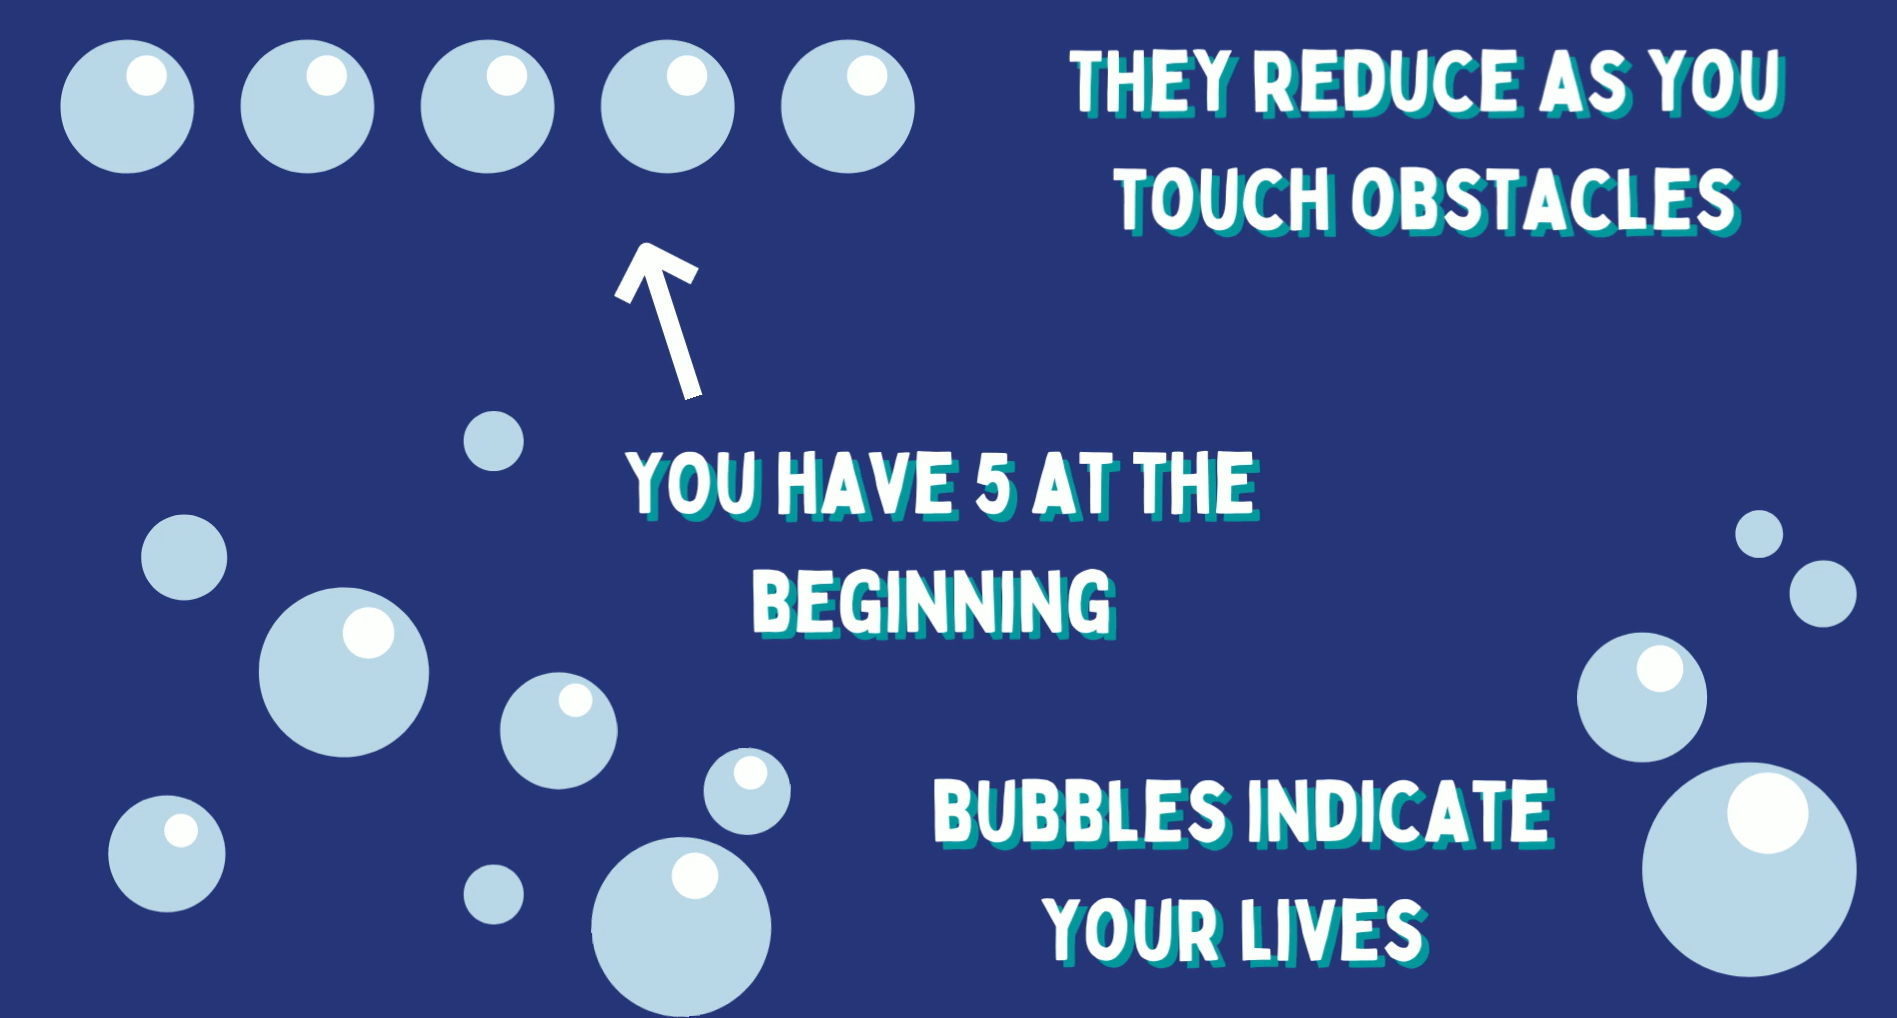 THEY REDUCE AS YOU
TOUCH OBSTACLES
YOU HAVE 5 AT THE
BEGINNING
BUBBLES INDICATE
YOUR LIVES